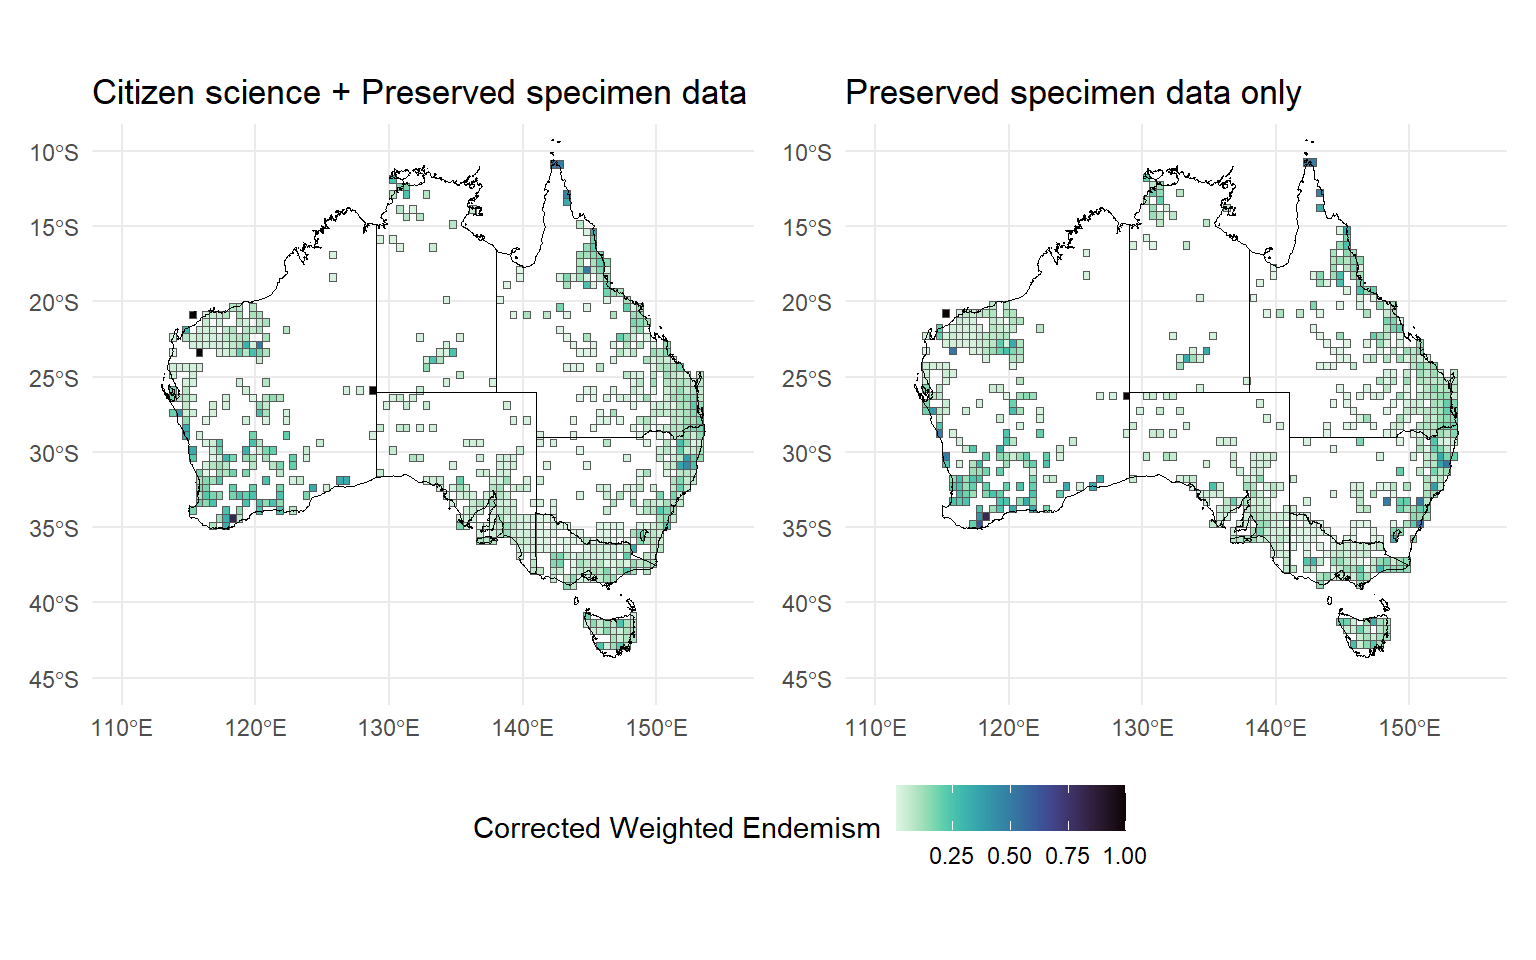 Citizen science + Preserved specimen data
Preserved specimen data only
10°S
15°S
20°S
25°S
30°S
35°S
40°S
45°S
110°E
120°E
130°E
140°E
150°E
10°S
15°S
20°S
25°S
30°S
35°S
40°S
45°S
110°E
120°E
130°E
140°E
150°E
Corrected Weighted Endemism
0.25 0.50 0.75 1.00